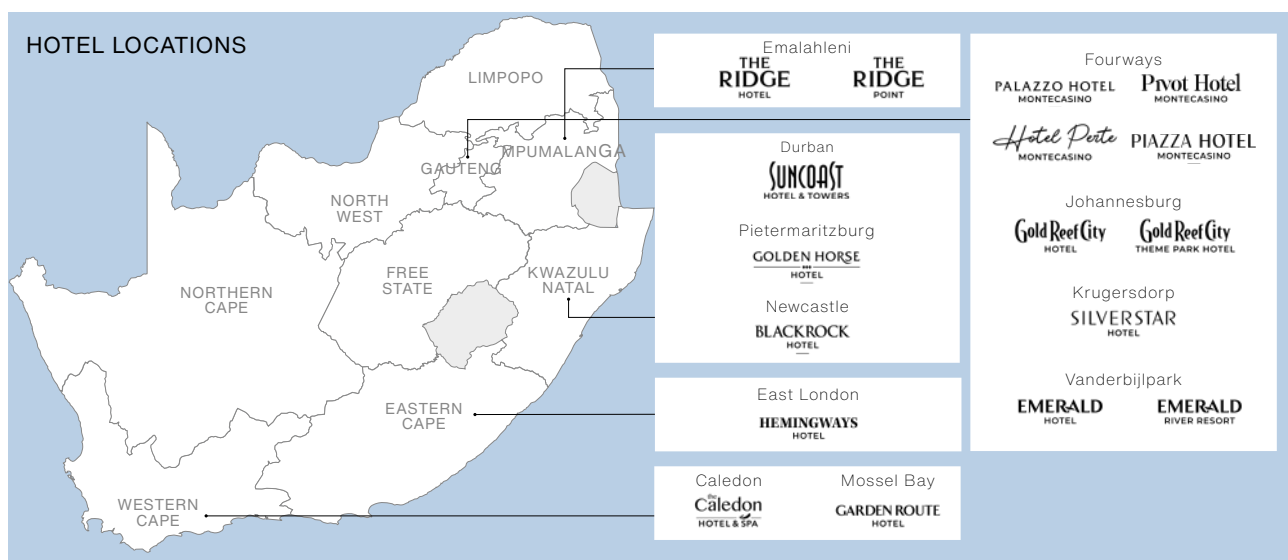 HOTEL LOCATIONS
LIMPOPO
MPUMALANGA
GAUTENG
NORTH
WEST
FREE
STATE
KWAZULU
NATAL
NORTHERN
CAPE
EASTERN
CAPE
WESTERN
CAPE
Emalahleni
THE
RIDGE
HOTEL
THE
RIDGE
POINT
Durban
SUNCOAST
HOTEL & TOWERS
Pietermaritzburg
GOLDEN HORSE
HOTEL
Newcastle
BLACKROCK
HOTEL
East London
HEMINGWAYS
HOTEL
Caledon
the
Caledon
HOTEL & SPA
Mossel Bay
GARDEN ROUTE
HOTEL
Fourways
PALAZZO HOTEL
MONTECASINO
Pivot Hotel
MONTECASINO
Hotel Perte
MONTECASINO
PIAZZA HOTEL
MONTECASINO
Johannesburg
Gold Reef City
HOTEL
Gold Reef City
THEME PARK HOTEL
Krugersdorp
SILVERSTAR
HOTEL
Vanderbijlpark
EMERALD
HOTEL
EMERALD
RIVER RESORT